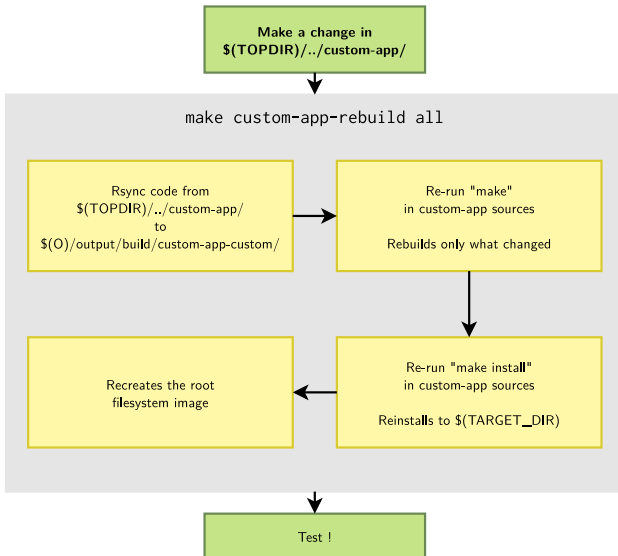 Make a change in
$(TOPDIR)/../custom-app/
make custom-app-rebuild all
Rsync code from
$(TOPDIR)/../custom-app/
to
$(O)/output/build/custom-app-custom/
Re-run "make"
in custom-app sources
Rebuilds only what changed
Re-run "make install"
in custom-app sources
Reinstalls to $(TARGET_DIR)
Recreates the root
filesystem image
Test !